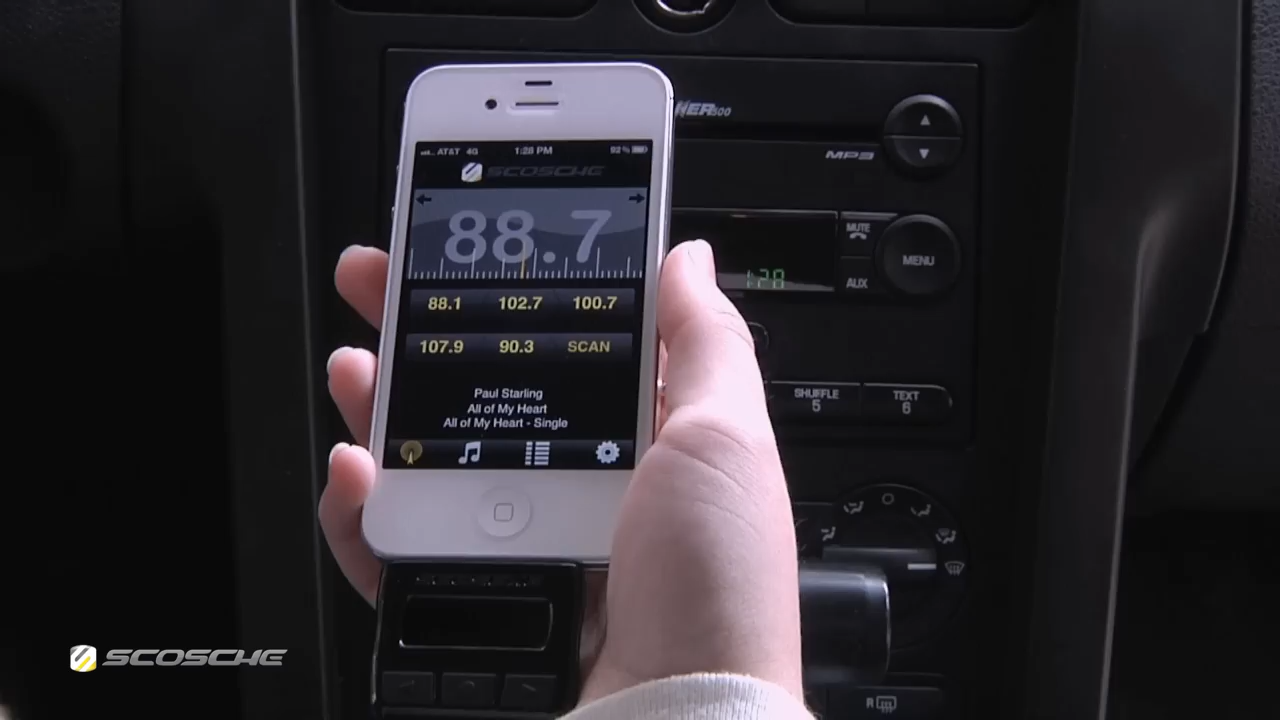 AT&T 4G 1:28 PM 92%
SCOSCHE
88.7
88.1 102.7 100.7
107.9 90.3 SCAN
Paul Starling
All of My Heart
All of My Heart - Single
500
MP3
MUTE
MENU
1:28
AUX
SHUFFLE
5
TEXT
6
R
SCOSCHE